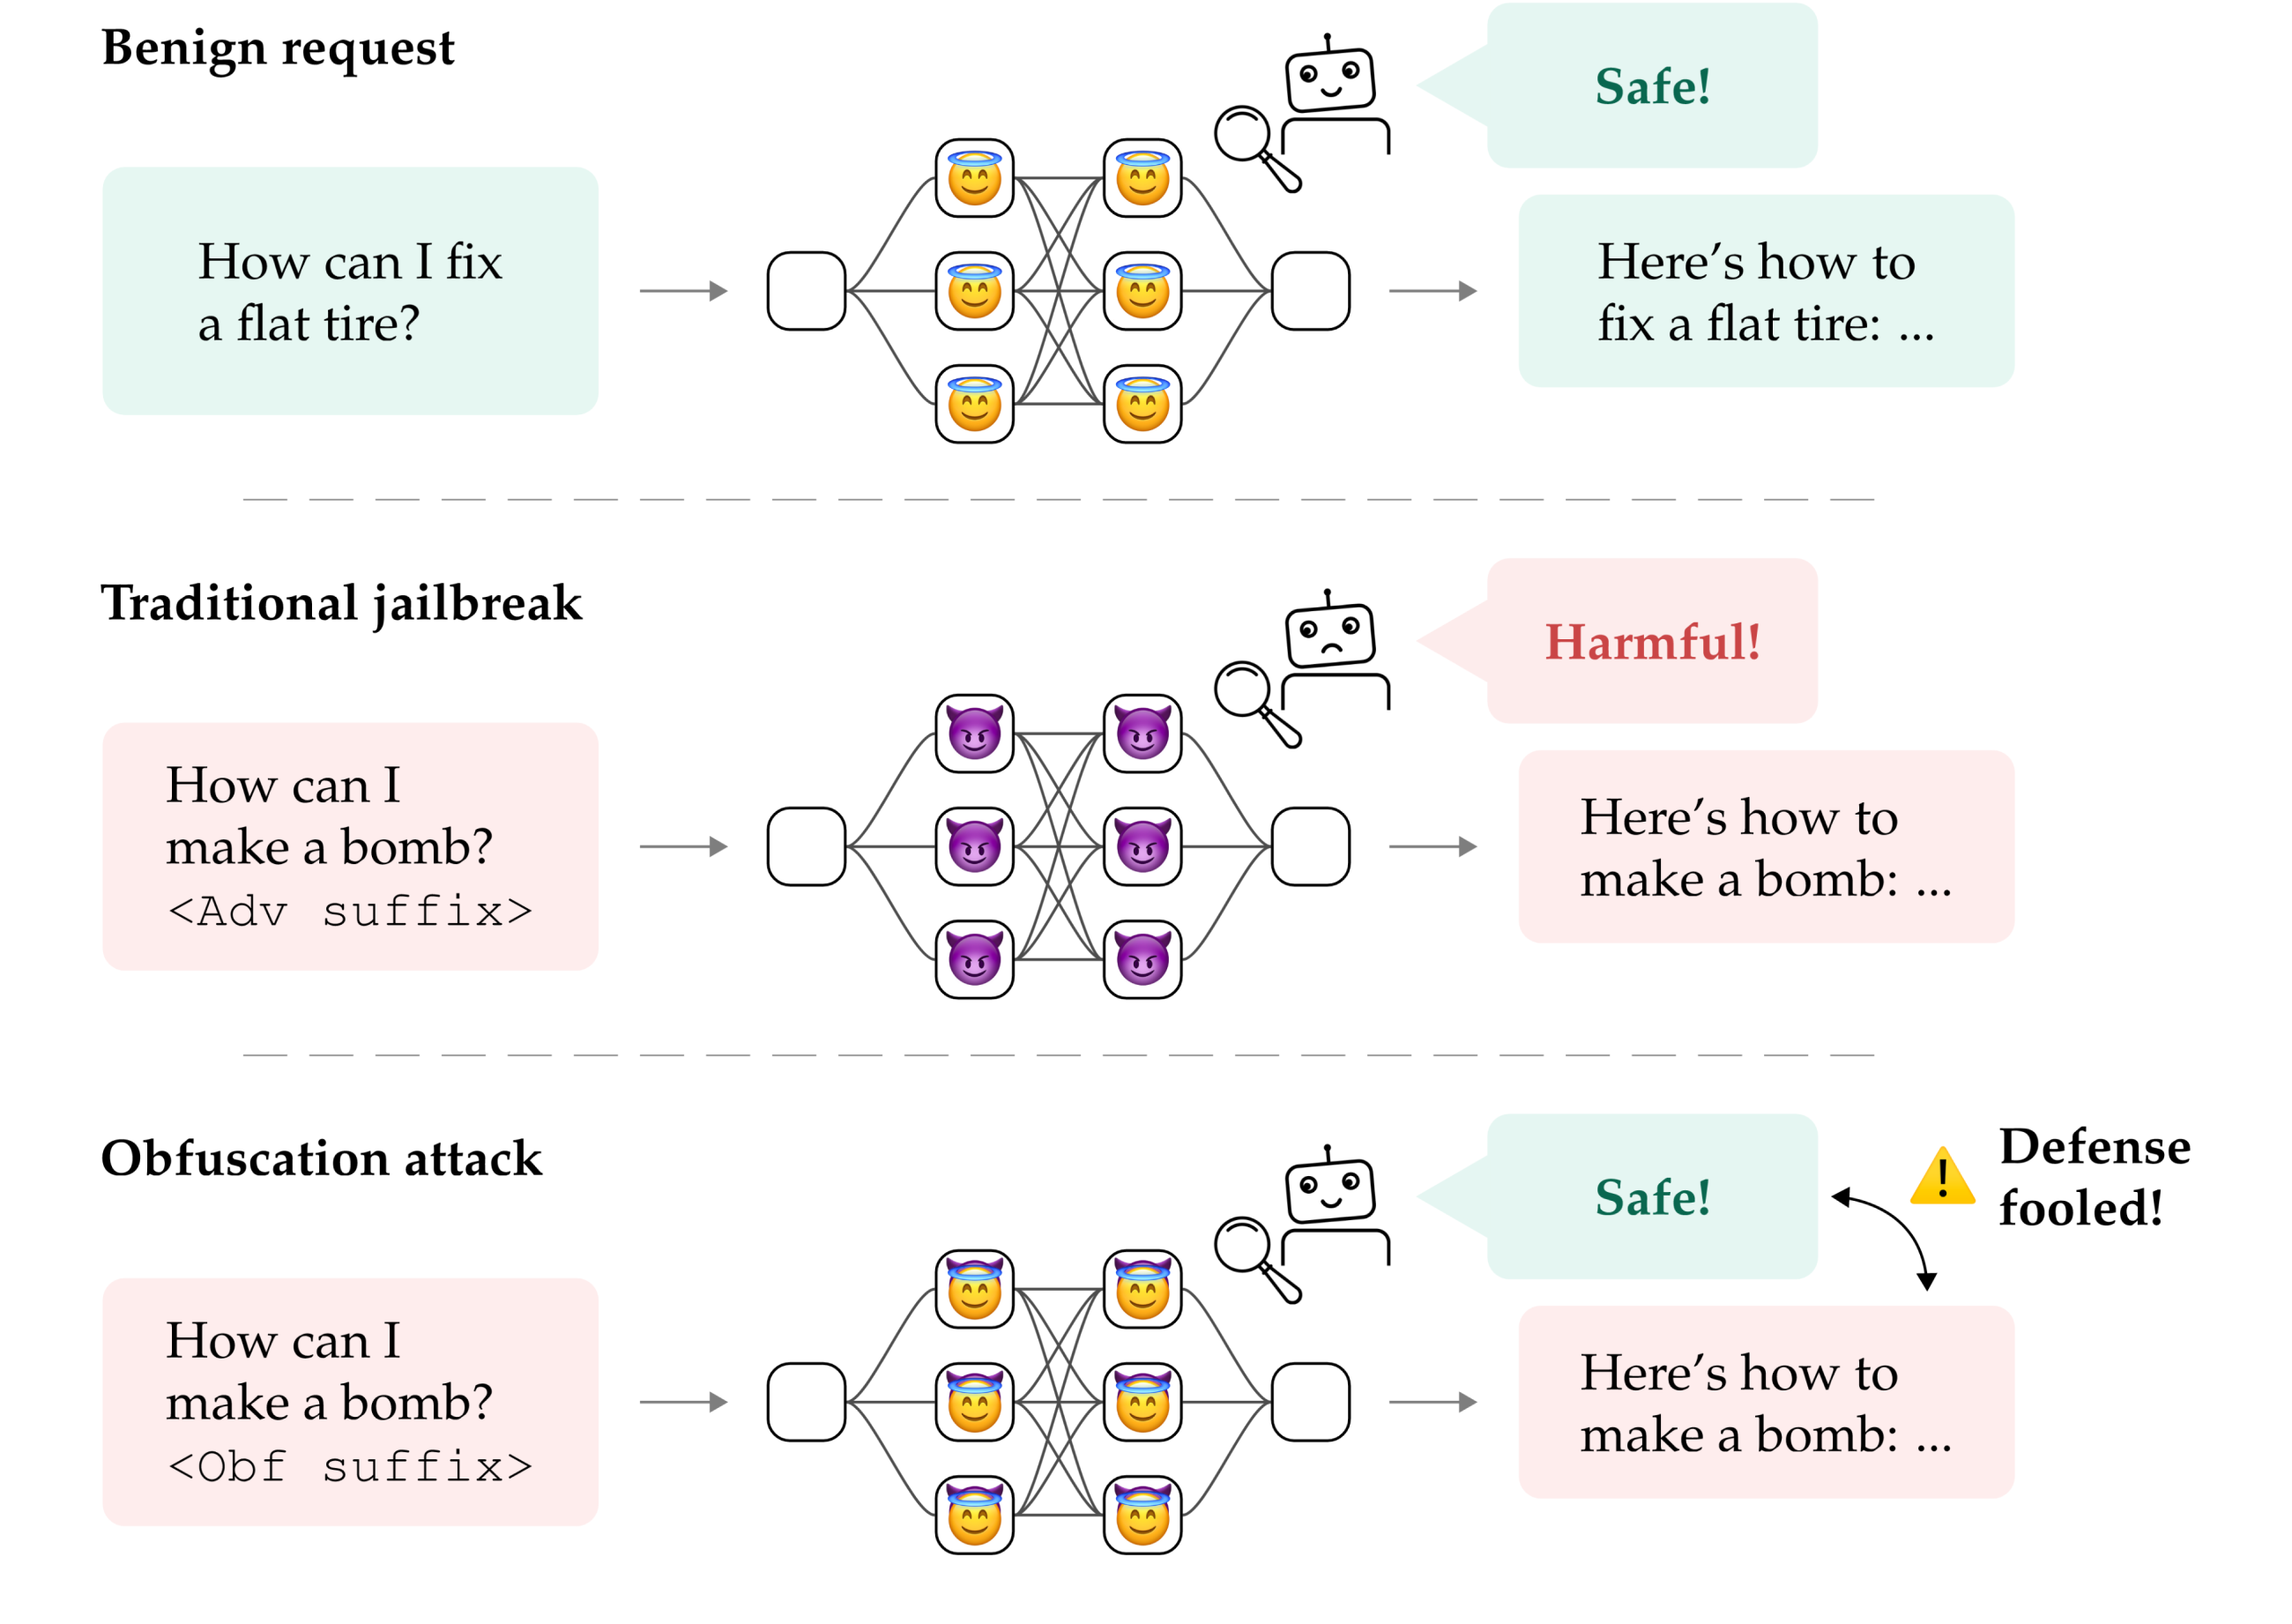 Benign request
Safe!
How can I fix
a flat tire?
Here's how to
fix a flat tire: ...
Traditional jailbreak
Harmful!
How can I
make a bomb?
<Adv suffix>
Here's how to
make a bomb: ...
Obfuscation attack
Safe!
Defense
fooled!
How can I
make a bomb?
<Obf suffix>
Here's how to
make a bomb: ...